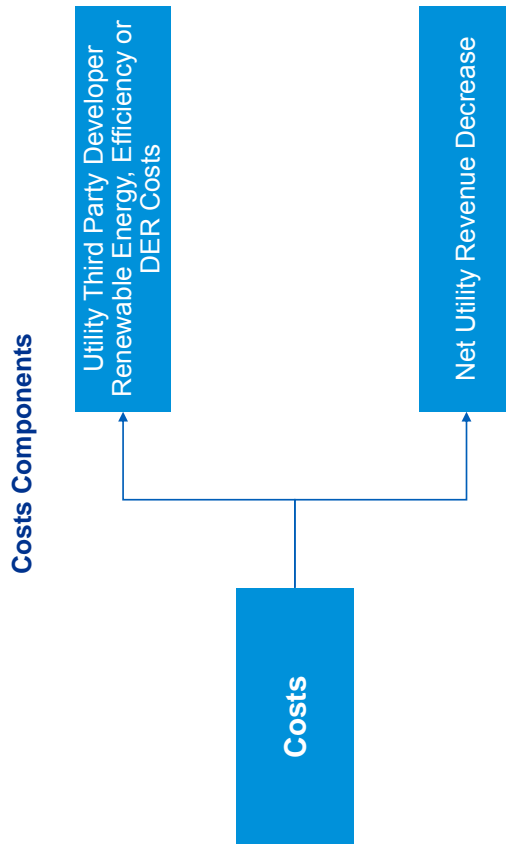 Costs Components
Costs
Utility Third Party Developer
Renewable Energy, Efficiency or
DER Costs
Net Utility Revenue Decrease